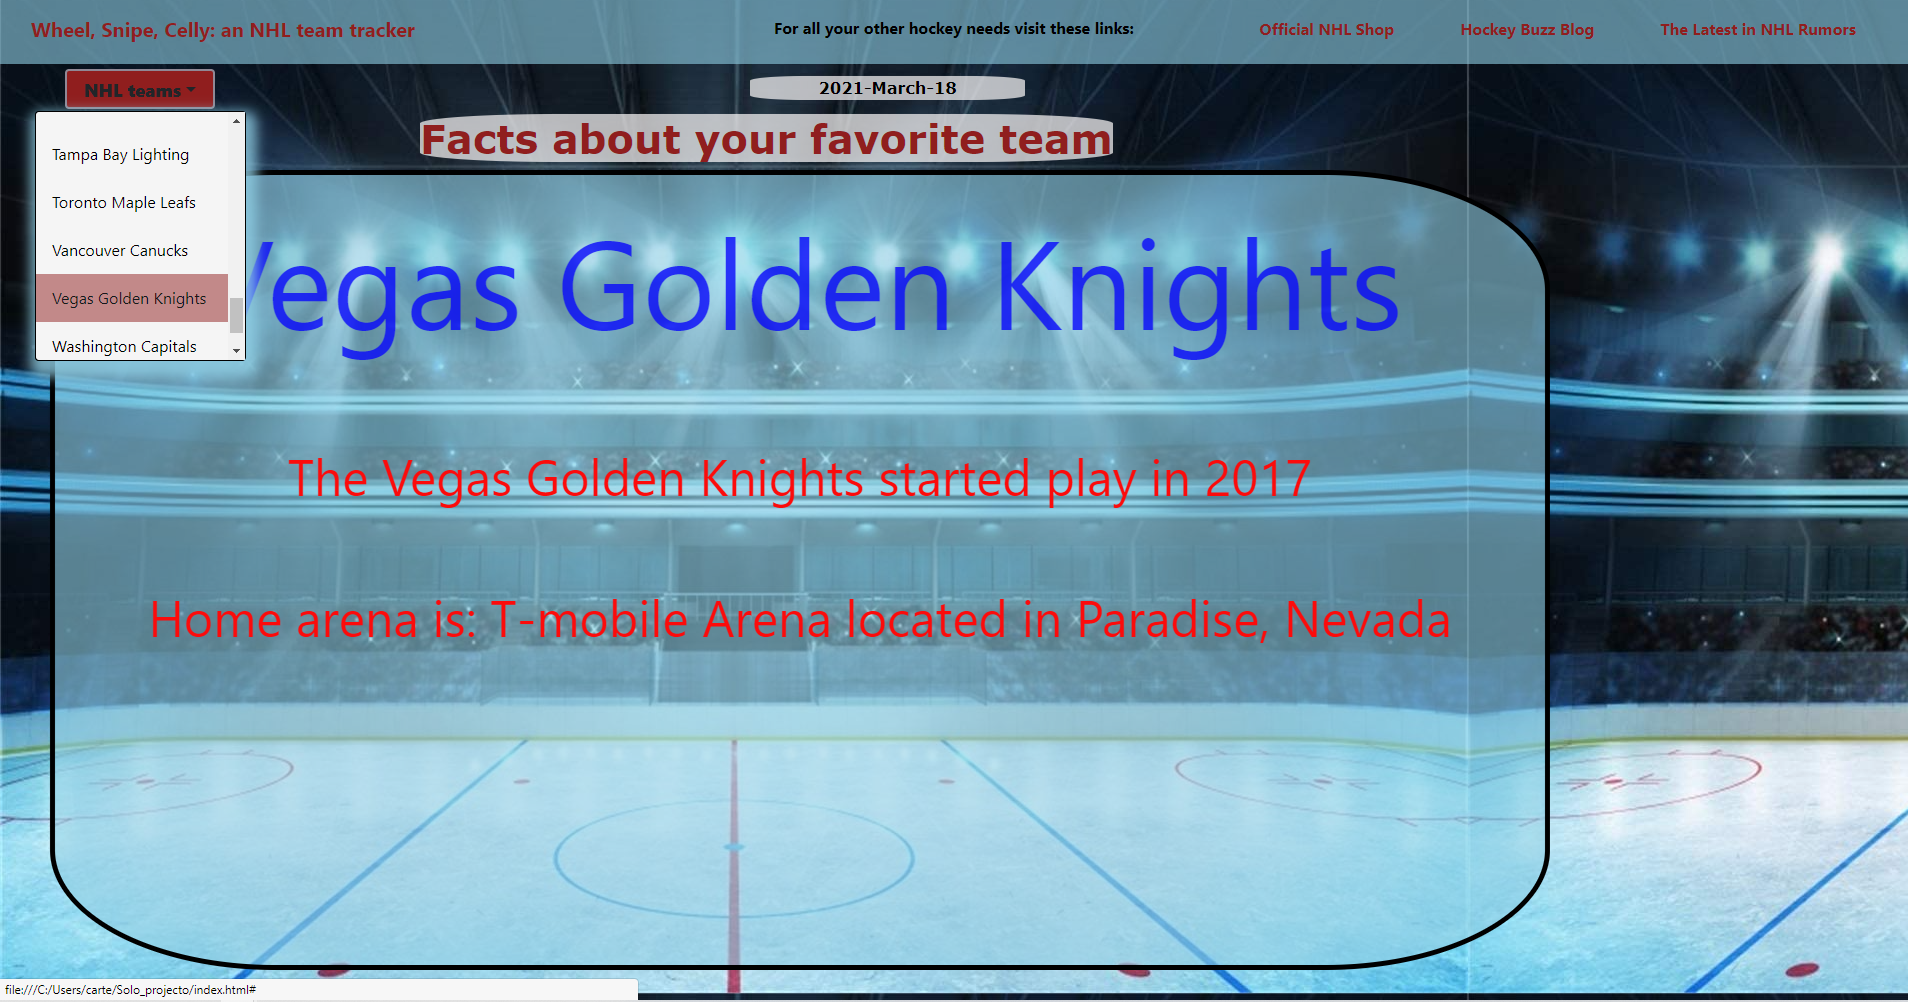 Wheel, Snipe, Celly: an NHL team tracker
For all your other hockey needs visit these links:
Official NHL Shop
Hockey Buzz Blog
The Latest in NHL Rumors
NHL teams
2021-March-18
Facts about your favorite team
Tampa Bay Lighting
Toronto Maple Leafs
Vancouver Canucks
Vegas Golden Knights
Washington Capitals
Vegas Golden Knights
The Vegas Golden Knights started play in 2017
Home arena is: T-mobile Arena located in Paradise, Nevada
file:///C:/Users/carte/Solo_projecto/index.html#